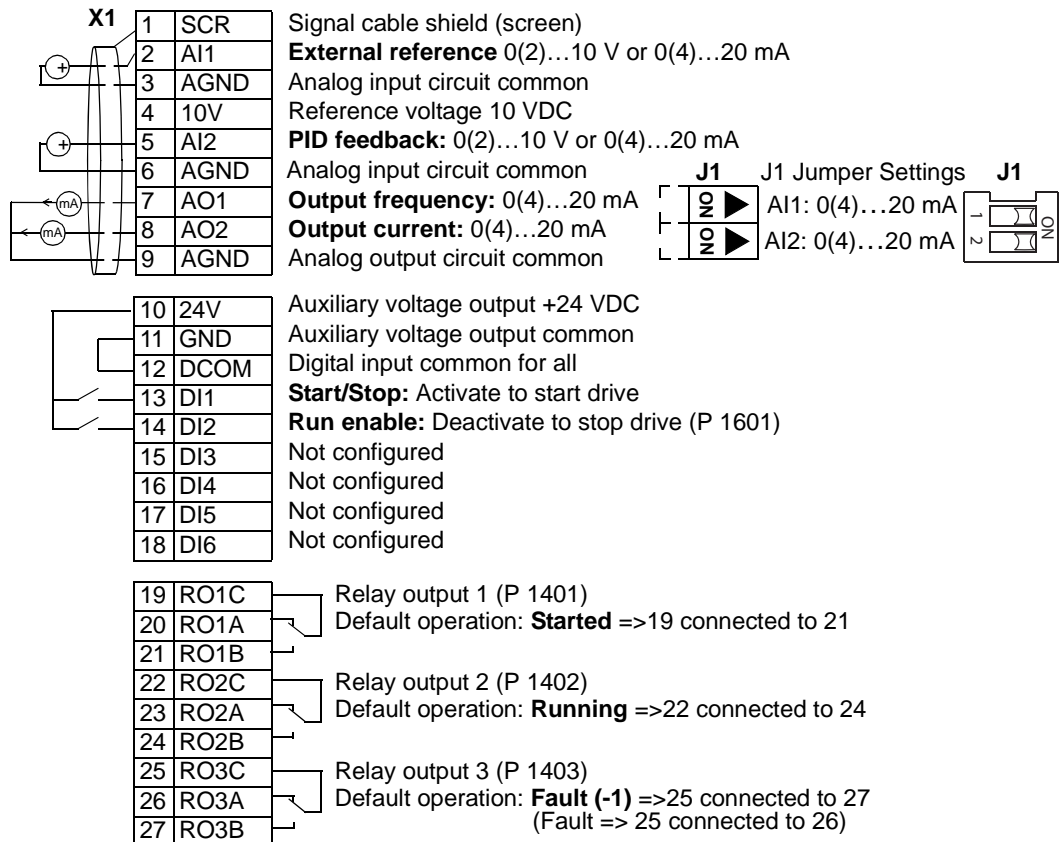 X1
1 SCR Signal cable shield (screen)
2 AI1 External reference 0(2)…10 V or 0(4)…20 mA
+
3 AGND Analog input circuit common
4 10V Reference voltage 10 VDC
5 AI2 PID feedback: 0(2)…10 V or 0(4)…20 mA
+
6 AGND Analog input circuit common
J1 J1 Jumper Settings J1
7 AO1 Output frequency: 0(4)…20 mA
mA
ON AI1: 0(4)…20 mA
1
8 AO2 Output current: 0(4)…20 mA
mA
ON AI2: 0(4)…20 mA
2
ON
9 AGND Analog output circuit common
10 24V Auxiliary voltage output +24 VDC
11 GND Auxiliary voltage output common
12 DCOM Digital input common for all
13 DI1 Start/Stop: Activate to start drive
14 DI2 Run enable: Deactivate to stop drive (P 1601)
15 DI3 Not configured
16 DI4 Not configured
17 DI5 Not configured
18 DI6 Not configured
19 RO1C Relay output 1 (P 1401)
20 RO1A Default operation: Started =>19 connected to 21
21 RO1B
22 RO2C Relay output 2 (P 1402)
23 RO2A Default operation: Running =>22 connected to 24
24 RO2B
25 RO3C Relay output 3 (P 1403)
26 RO3A Default operation: Fault (-1) =>25 connected to 27
27 RO3B (Fault => 25 connected to 26)